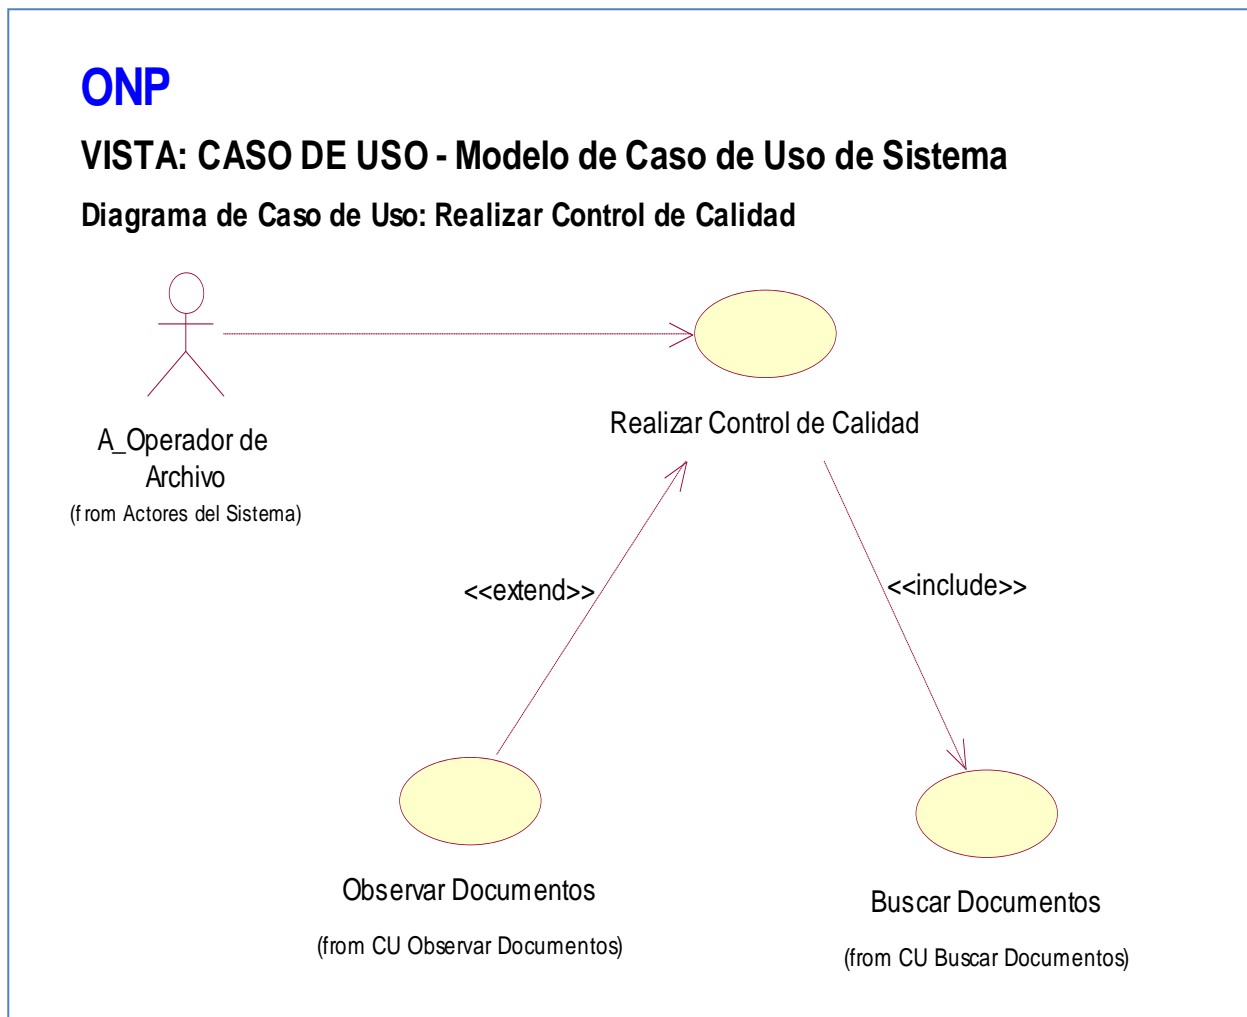 ONP
VISTA: CASO DE USO - Modelo de Caso de Uso de Sistema
Diagrama de Caso de Uso: Realizar Control de Calidad
Realizar Control de Calidad
A_Operador de
Archivo
(from Actores del Sistema)
<<extend>>
<<include>>
Observar Documentos
(from CU Observar Documentos)
Buscar Documentos
(from CU Buscar Documentos)